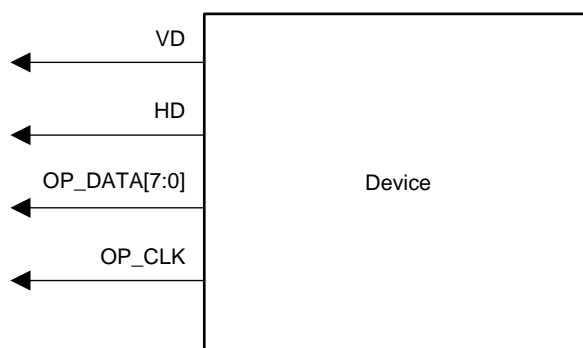 VD
HD
OP_DATA[7:0]
Device
OP_CLK